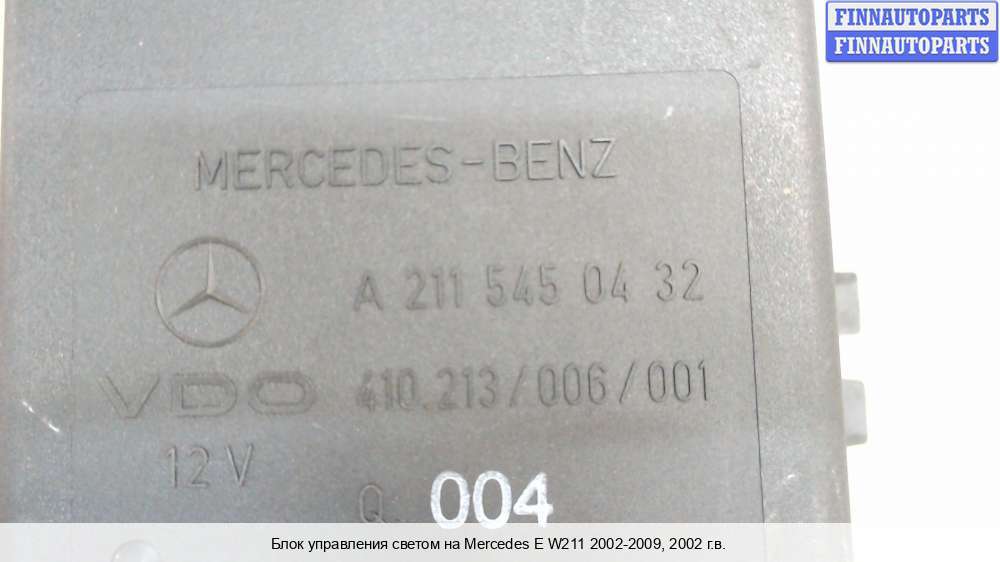 FINNAUTOPARTS
FINNAUTOPARTS
MERCEDES-BENZ
A 211 545 04 32
VDO 410.213/006/001
12 V
Q. 004
Блок управления светом на Mercedes E W211 2002-2009, 2002 г.в.